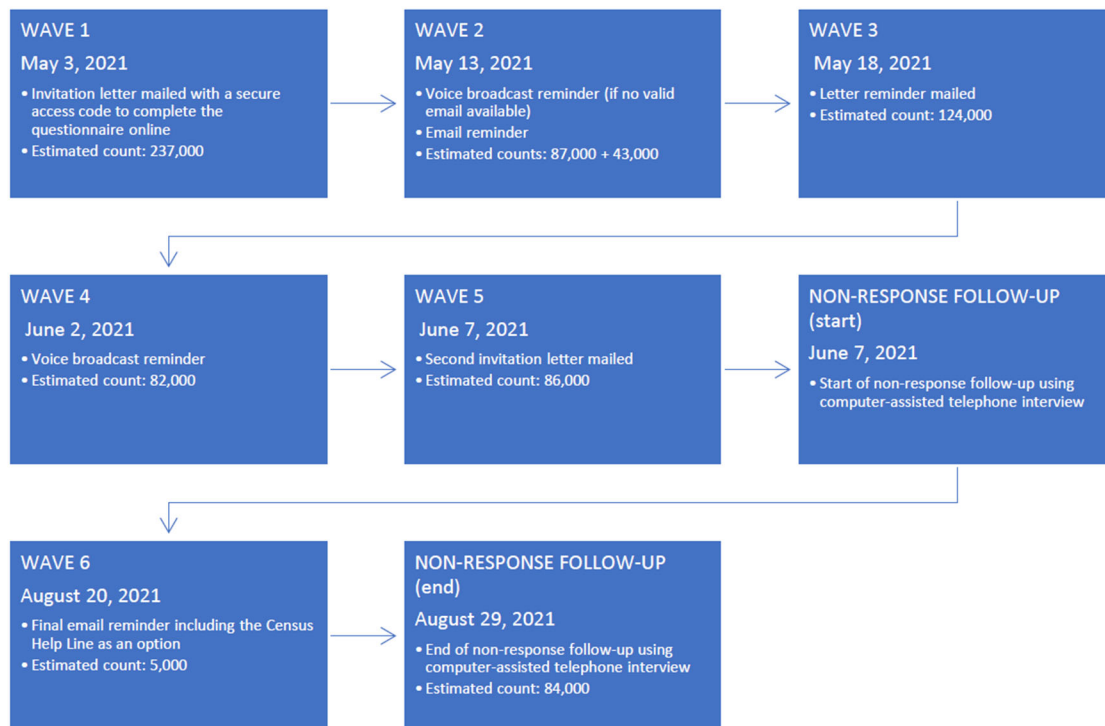 WAVE 1
May 3, 2021
• Invitation letter mailed with a secure
access code to complete the
questionnaire online
• Estimated count: 237,000
WAVE 2
May 13, 2021
• Voice broadcast reminder (if no valid
email available)
• Email reminder
• Estimated counts: 87,000 + 43,000
WAVE 3
May 18, 2021
• Letter reminder mailed
• Estimated count: 124,000
WAVE 4
June 2, 2021
• Voice broadcast reminder
• Estimated count: 82,000
WAVE 5
June 7, 2021
• Second invitation letter mailed
• Estimated count: 86,000
NON-RESPONSE FOLLOW-UP
(start)
June 7, 2021
• Start of non-response follow-up using
computer-assisted telephone interview
WAVE 6
August 20, 2021
• Final email reminder including the Census
Help Line as an option
• Estimated count: 5,000
NON-RESPONSE FOLLOW-UP
(end)
August 29, 2021
• End of non-response follow-up using
computer-assisted telephone interview
• Estimated count: 84,000